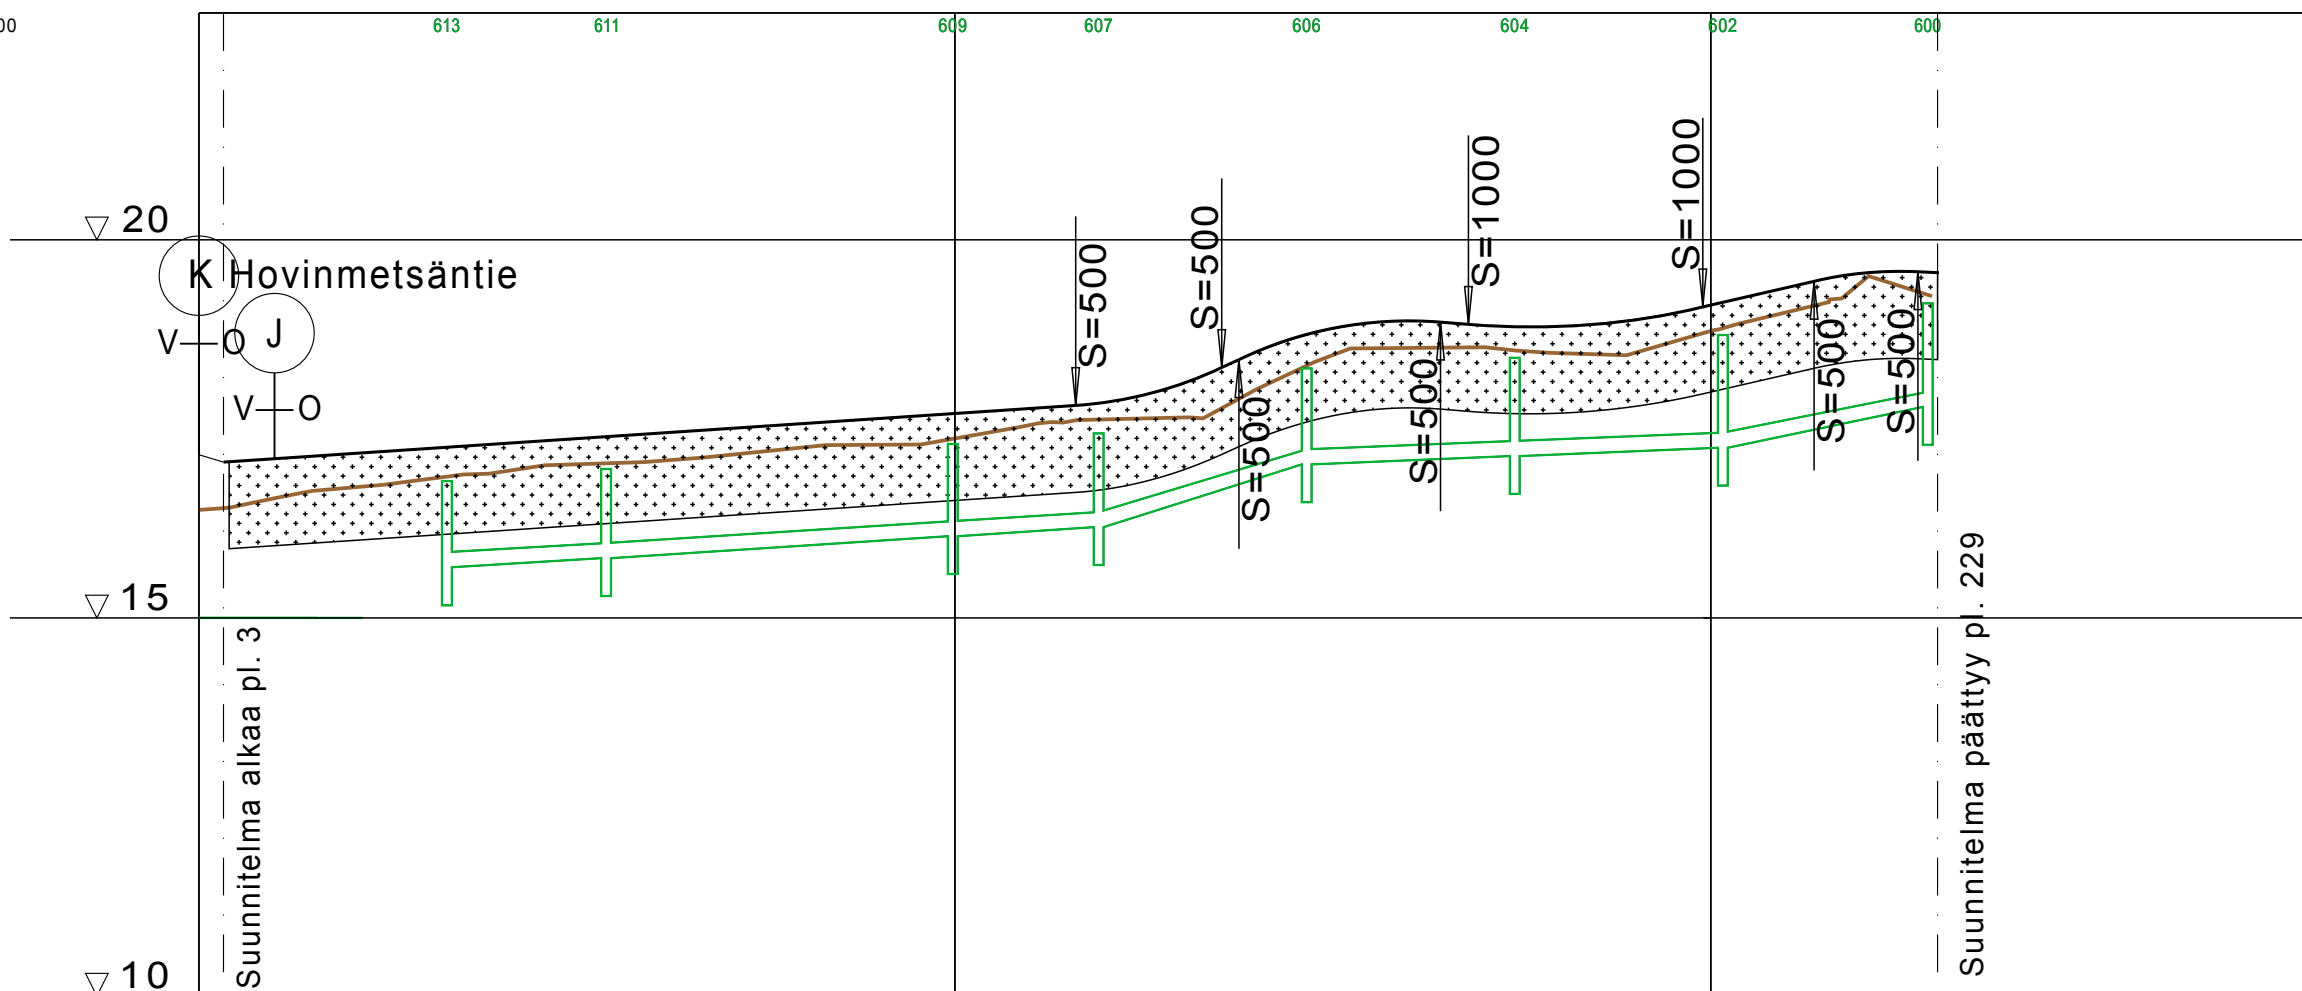 00
613 611 609 607 606 604 602 600
20
K Hovinmetsäntie
J
V O
V O
S=500
S=500
S=500
S=500
S=1000
S=1000
S=500
S=500
15
Suunnitelma alkaa pl. 3
Suunnitelma päättyy pl. 229
10